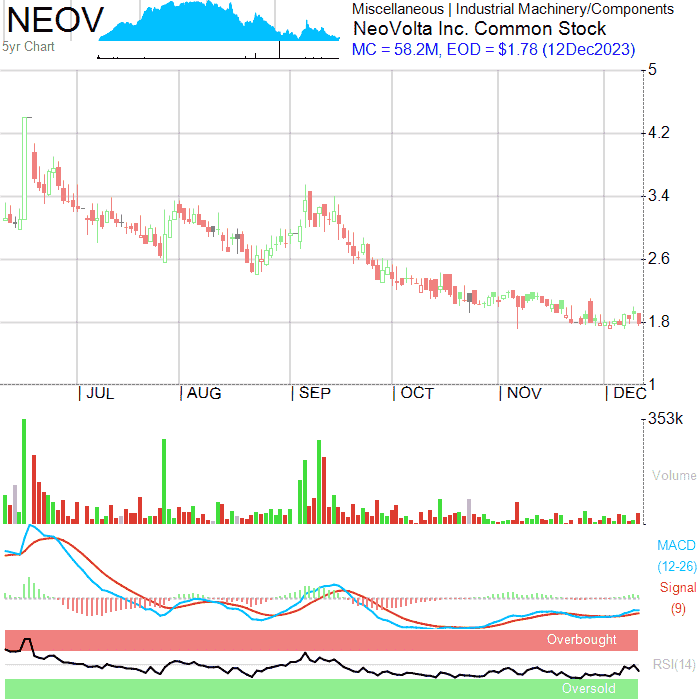 NEOV
5yr Chart
Miscellaneous | Industrial Machinery/Components
NeoVolta Inc. Common Stock
MC = 58.2M, EOD = $1.78 (12Dec2023)
5
4.2
3.4
2.6
1.8
1
| JUL | AUG | SEP | OCT | NOV | DEC
353k
Volume
MACD
(12-26)
Signal
(9)
Overbought
RSI(14)
Oversold